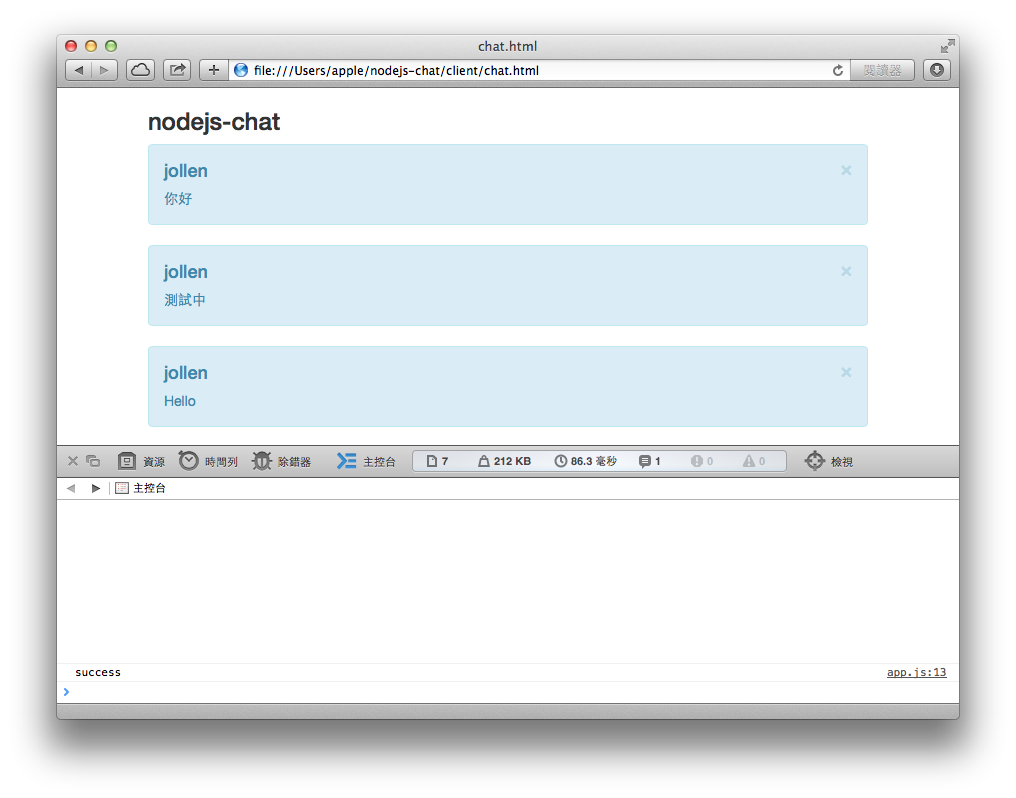 chat.html
file:///Users/apple/nodejs-chat/client/chat.html 閱讀器
nodejs-chat
jollen ×
你好
jollen ×
測試中
jollen ×
Hello
資源 時間列 除錯器 主控台 7 212 KB 86.3 毫秒 1 0 0 檢視
主控台
success app.js:13